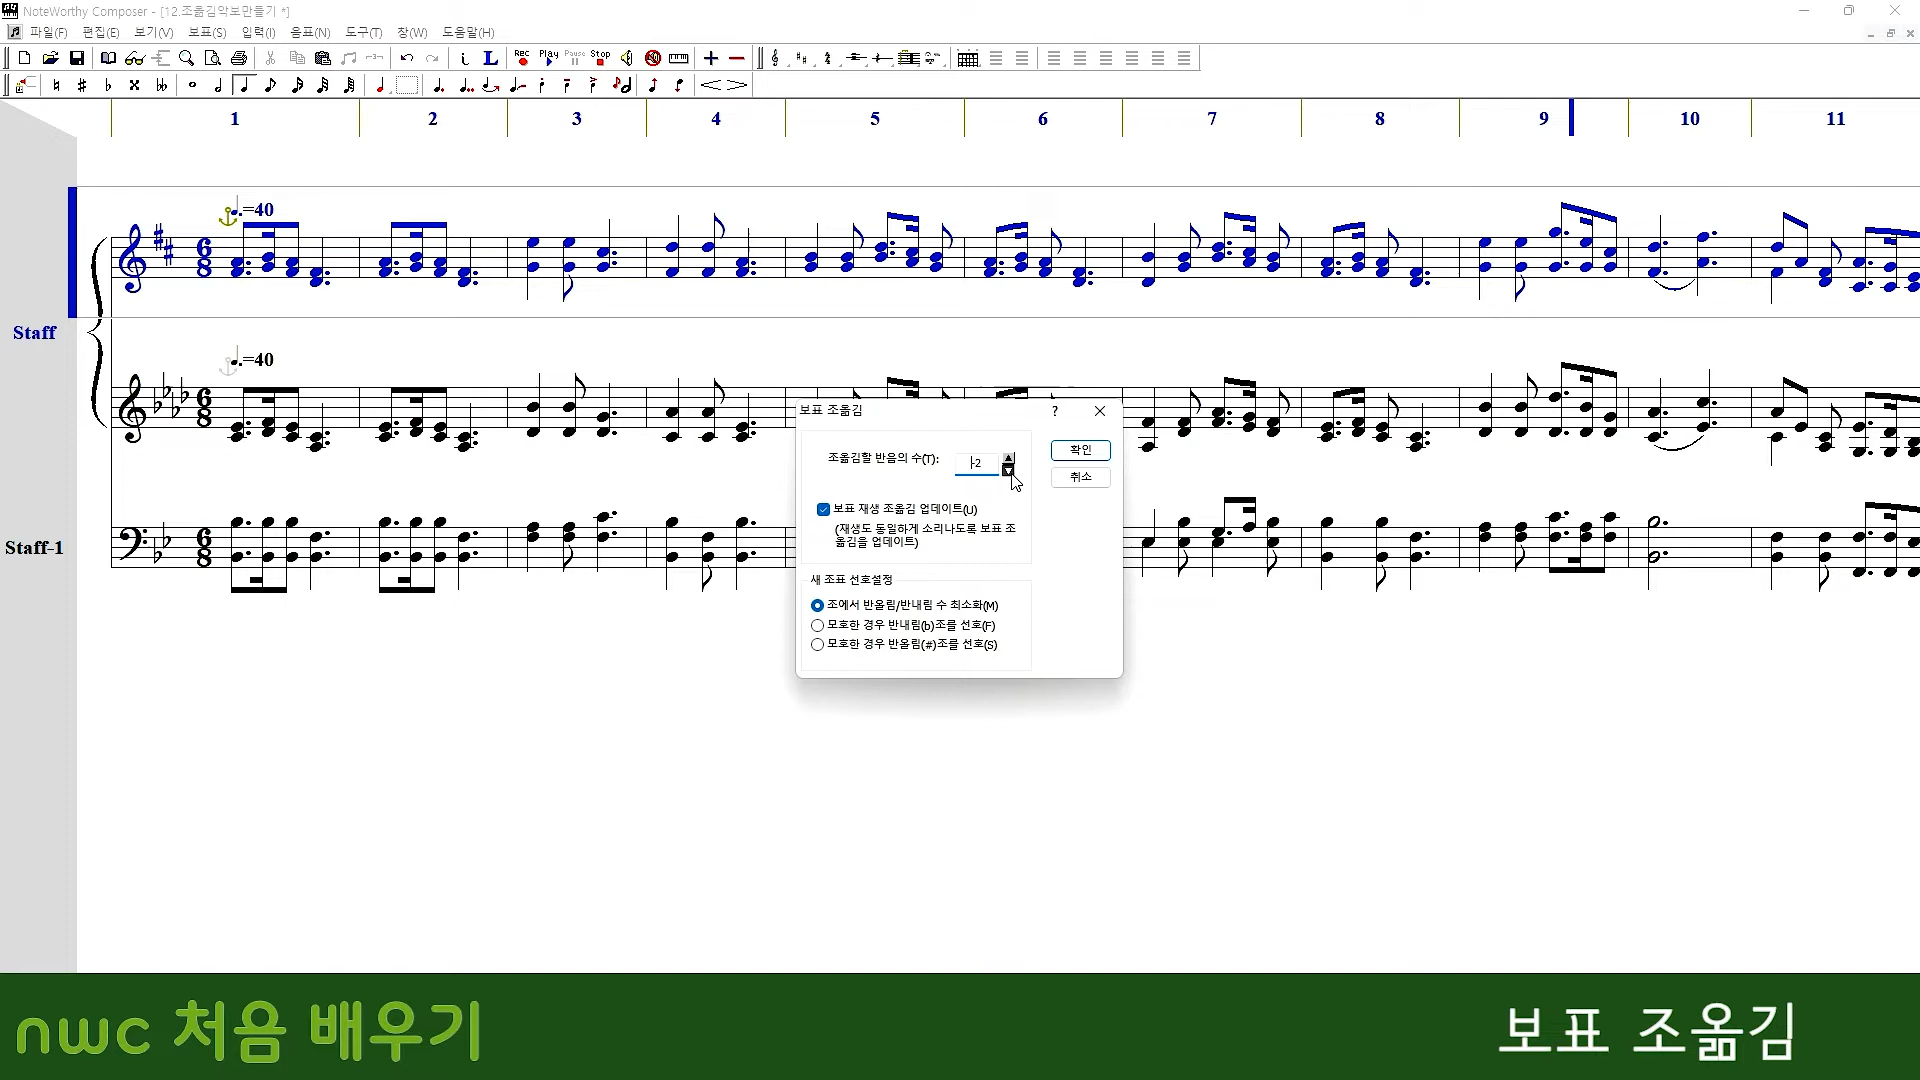 NoteWorthy Composer - [12.조옮김악보만들기 *]
파일(F) 편집(E) 보기(V) 보표(S) 입력(I) 음표(N) 도구(T) 창(W) 도움말(H)
Rec Play Pause Stop
1 2 3 4 5 6 7 8 9 10 11
=40
Staff
=40
보표 조옮김 ?
조옮김할 반음의 수(T): -2
확인
취소
보표 재생 조옮김 업데이트(U)
(재생도 동일하게 소리나도록 보표 조
옮김을 업데이트)
새 조표 선호설정
조에서 반올림/반내림 수 최소화(M)
모호한 경우 반내림(b)조를 선호(F)
모호한 경우 반올림(#)조를 선호(S)
Staff-1
nwc 처음 배우기
보표 조옮김